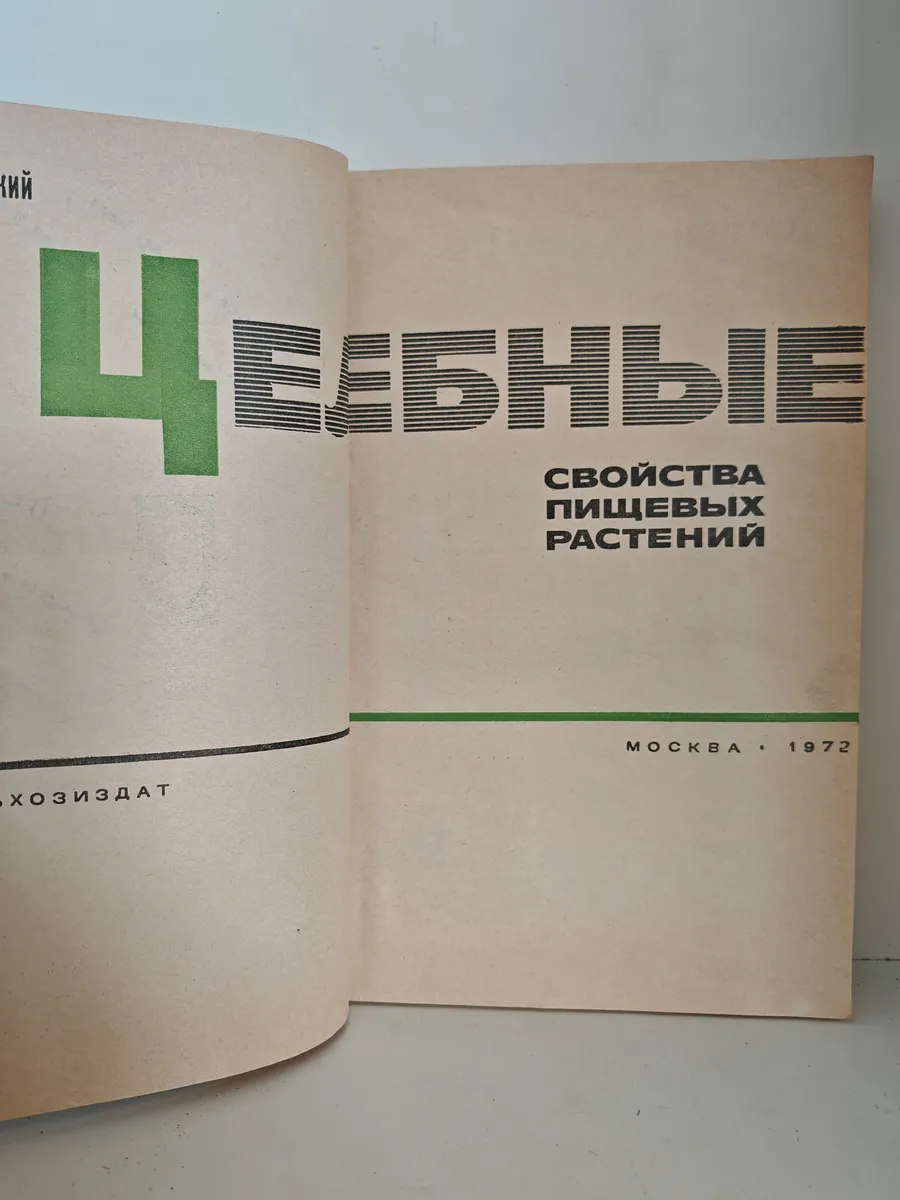 кий
ЦЕЛЕБНЫЕ
СВОЙСТВА
ПИЩЕВЫХ
РАСТЕНИЙ
МОСКВА • 1972
ЬХОЗИЗДАТ